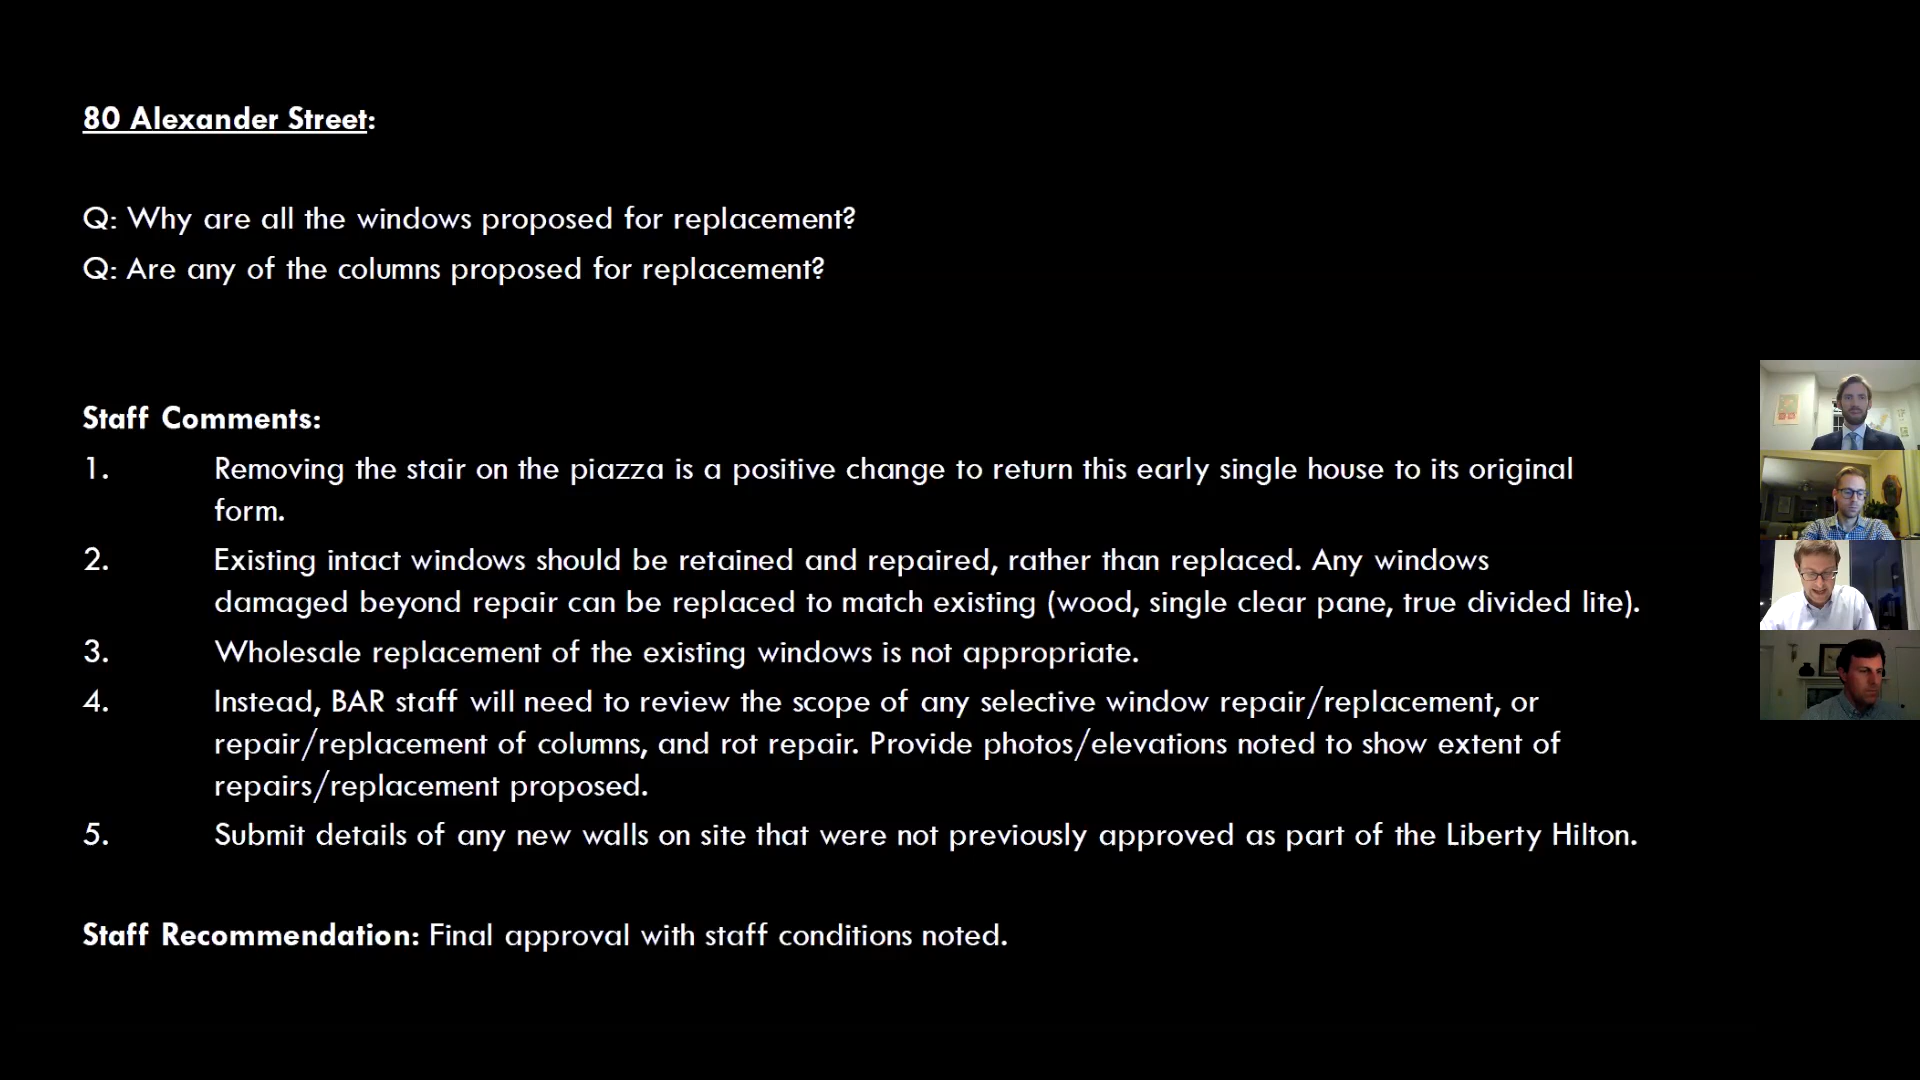 80 Alexander Street:
Q: Why are all the windows proposed for replacement?
Q: Are any of the columns proposed for replacement?
Staff Comments:
1. Removing the stair on the piazza is a positive change to return this early single house to its original
form.
2. Existing intact windows should be retained and repaired, rather than replaced. Any windows
damaged beyond repair can be replaced to match existing (wood, single clear pane, true divided lite).
3. Wholesale replacement of the existing windows is not appropriate.
4. Instead, BAR staff will need to review the scope of any selective window repair/replacement, or
repair/replacement of columns, and rot repair. Provide photos/elevations noted to show extent of
repairs/replacement proposed.
5. Submit details of any new walls on site that were not previously approved as part of the Liberty Hilton.
Staff Recommendation: Final approval with staff conditions noted.